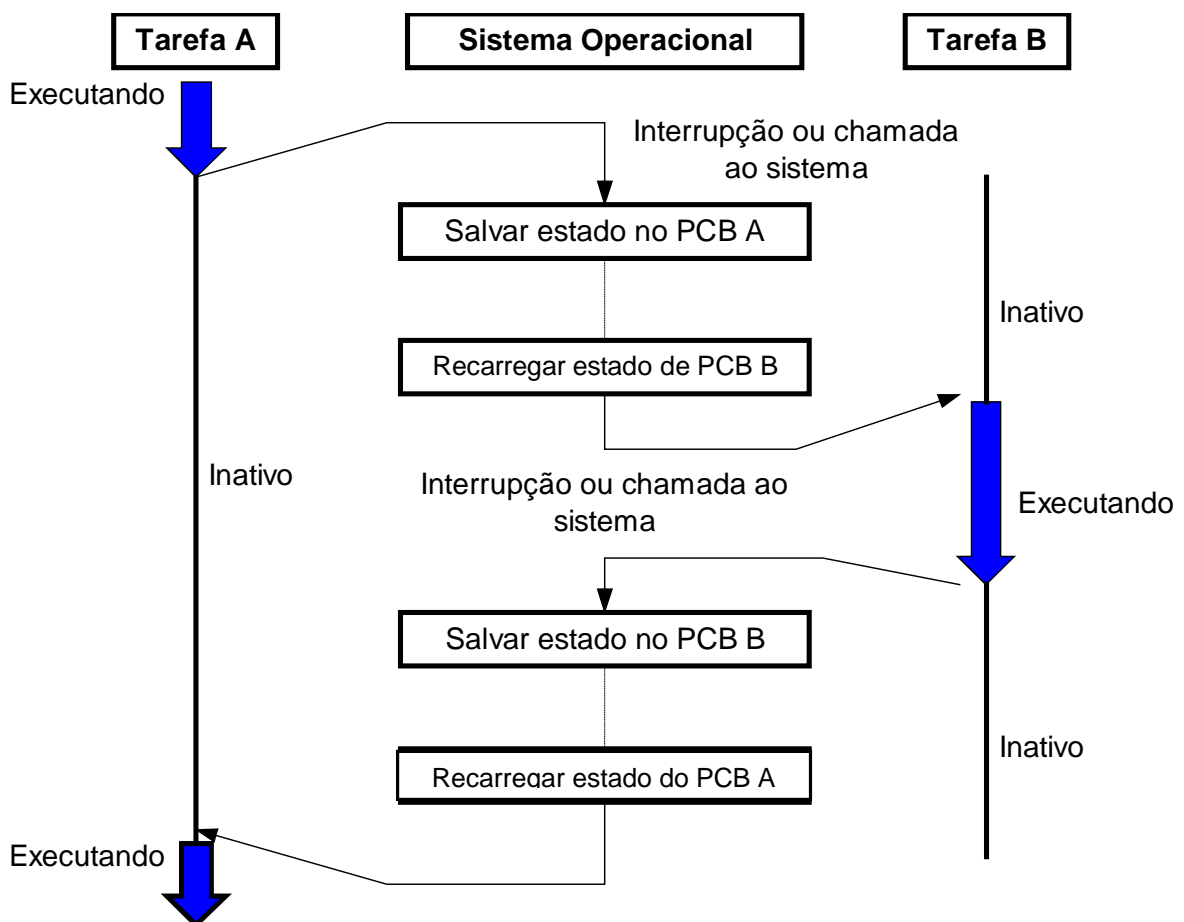 Tarefa A
Sistema Operacional
Tarefa B
Executando
Interrupção ou chamada
ao sistema
Salvar estado no PCB A
Inativo
Recarregar estado de PCB B
Inativo
Interrupção ou chamada ao
sistema
Executando
Salvar estado no PCB B
Inativo
Recarregar estado do PCB A
Executando